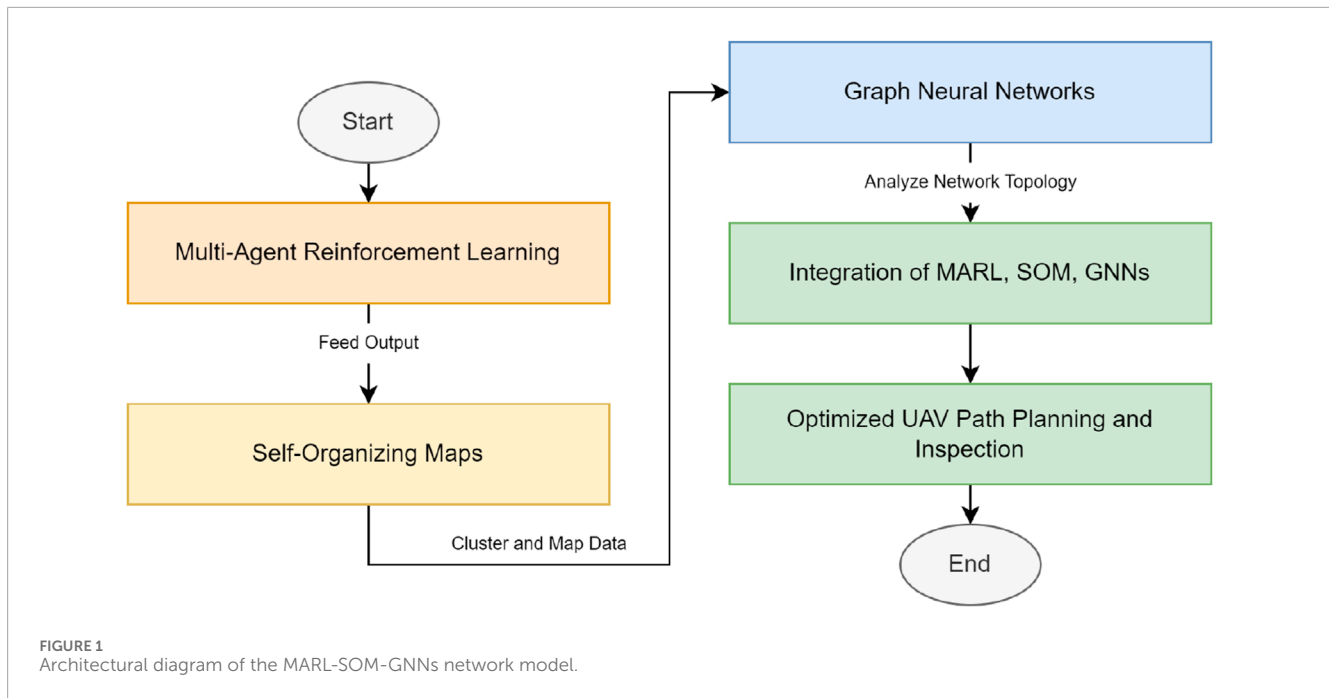 Start
Multi-Agent Reinforcement Learning
Feed Output
Self-Organizing Maps
Cluster and Map Data
Graph Neural Networks
Analyze Network Topology
Integration of MARL, SOM, GNNs
Optimized UAV Path Planning and
Inspection
End
FIGURE 1
Architectural diagram of the MARL-SOM-GNNs network model.